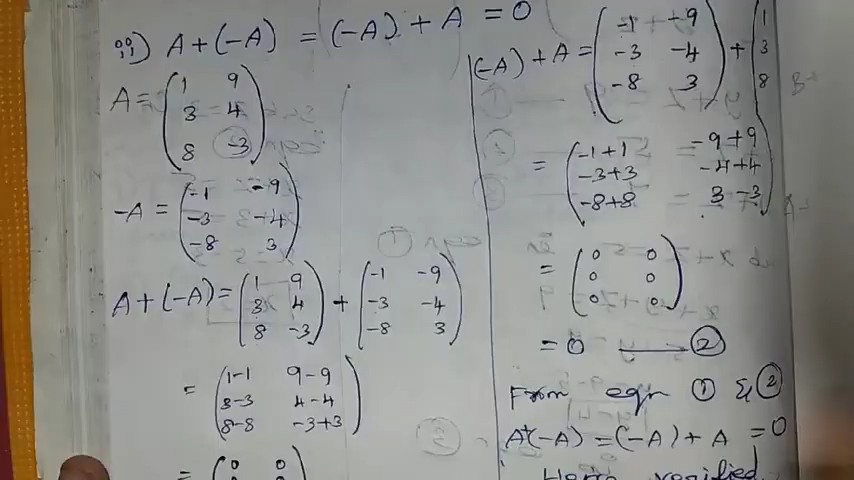 ii) A + (-A) = (-A) + A = 0
A = ( 1 9
3 4
8 -3 )
-A = ( -1 -9
-3 -4
-8 3 )
A + (-A) = ( 1 9 ) + ( -1 -9 )
( 3 4 ) ( -3 -4 )
( 8 -3 ) ( -8 3 )
= ( 1-1 9-9
3-3 4-4
8-8 -3+3 )
= ( 0 0
(-A) + A = ( -1 -9 ) + ( 1
( -3 -4 ) ( 3
( -8 3 ) ( 8
= ( -1+1 -9+9
-3+3 -4+4
-8+8 3-3 )
= ( 0 0
0 0
0 0 )
= 0 ——— ②
From eqn ① & ②
A+(-A) = (-A) + A = 0
Hence verified